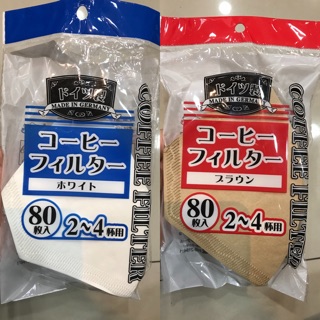 ドイツ製
MADE IN GERMANY
コーヒー
フィルター
ホワイト
80枚入
2〜4杯用
COFFEE FILTER
ドイツ製
MADE IN GERMANY
コーヒー
フィルター
ブラウン
80枚入
2〜4杯用
COFFEE FILTER